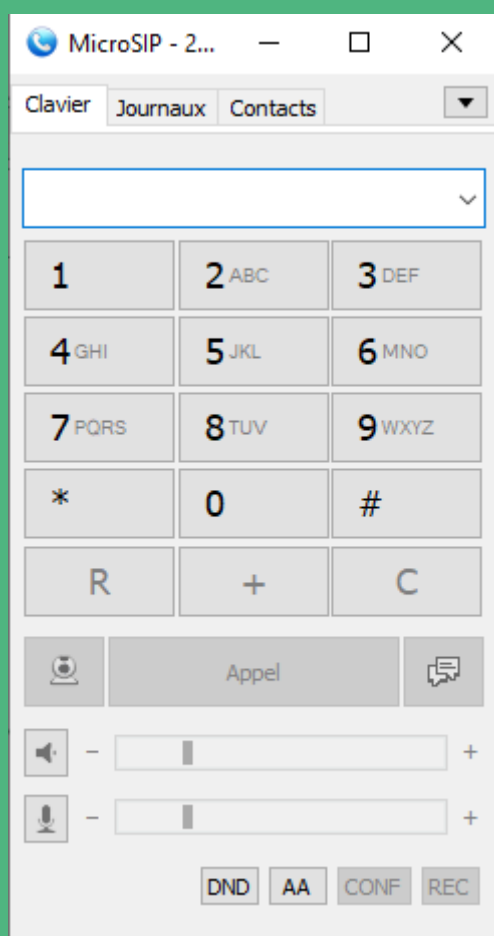 MicroSIP - 2...
Clavier Journaux Contacts
1 2 ABC 3 DEF
4 GHI 5 JKL 6 MNO
7 PQRS 8 TUV 9 WXYZ
* 0 #
R + C
Appel
- +
- +
DND AA CONF REC